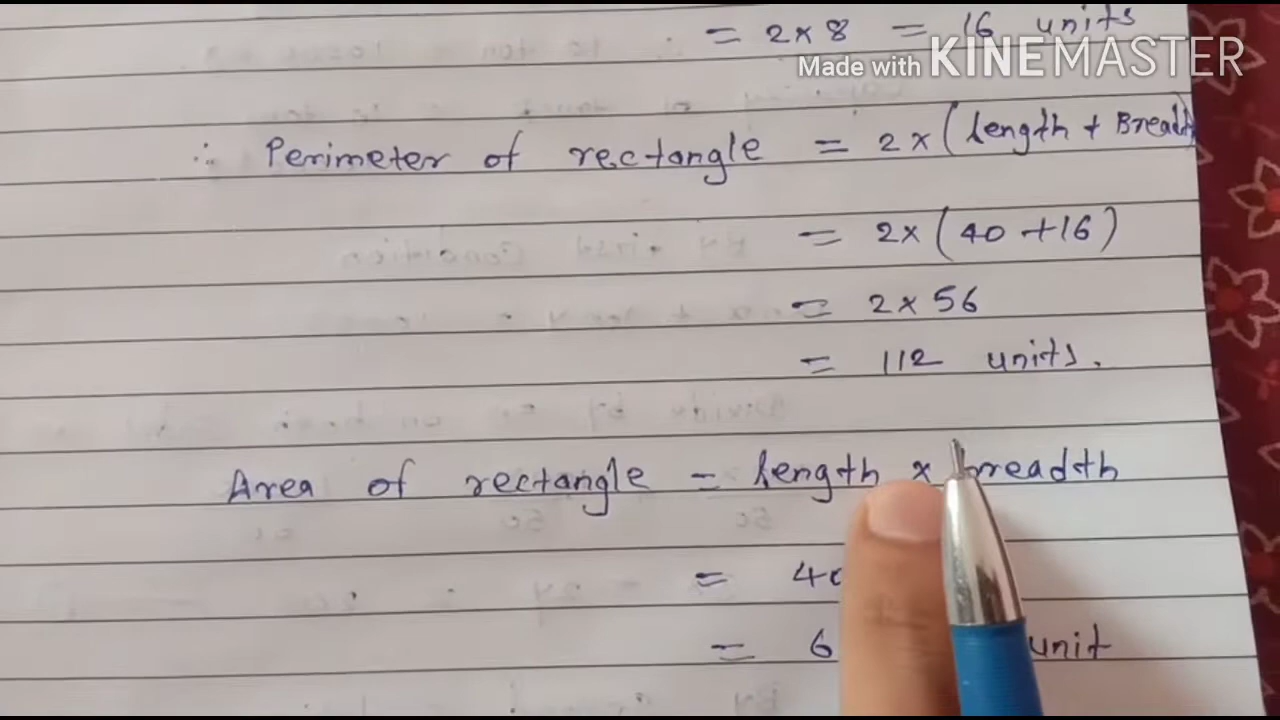 = 2 × 8 = 16 units
Made with KINEMASTER
∴ Perimeter of rectangle = 2 × (length + Breadth
= 2 × (40 + 16)
= 2 × 56
= 112 units.
Area of rectangle = length × breadth
= 40
= 6 unit